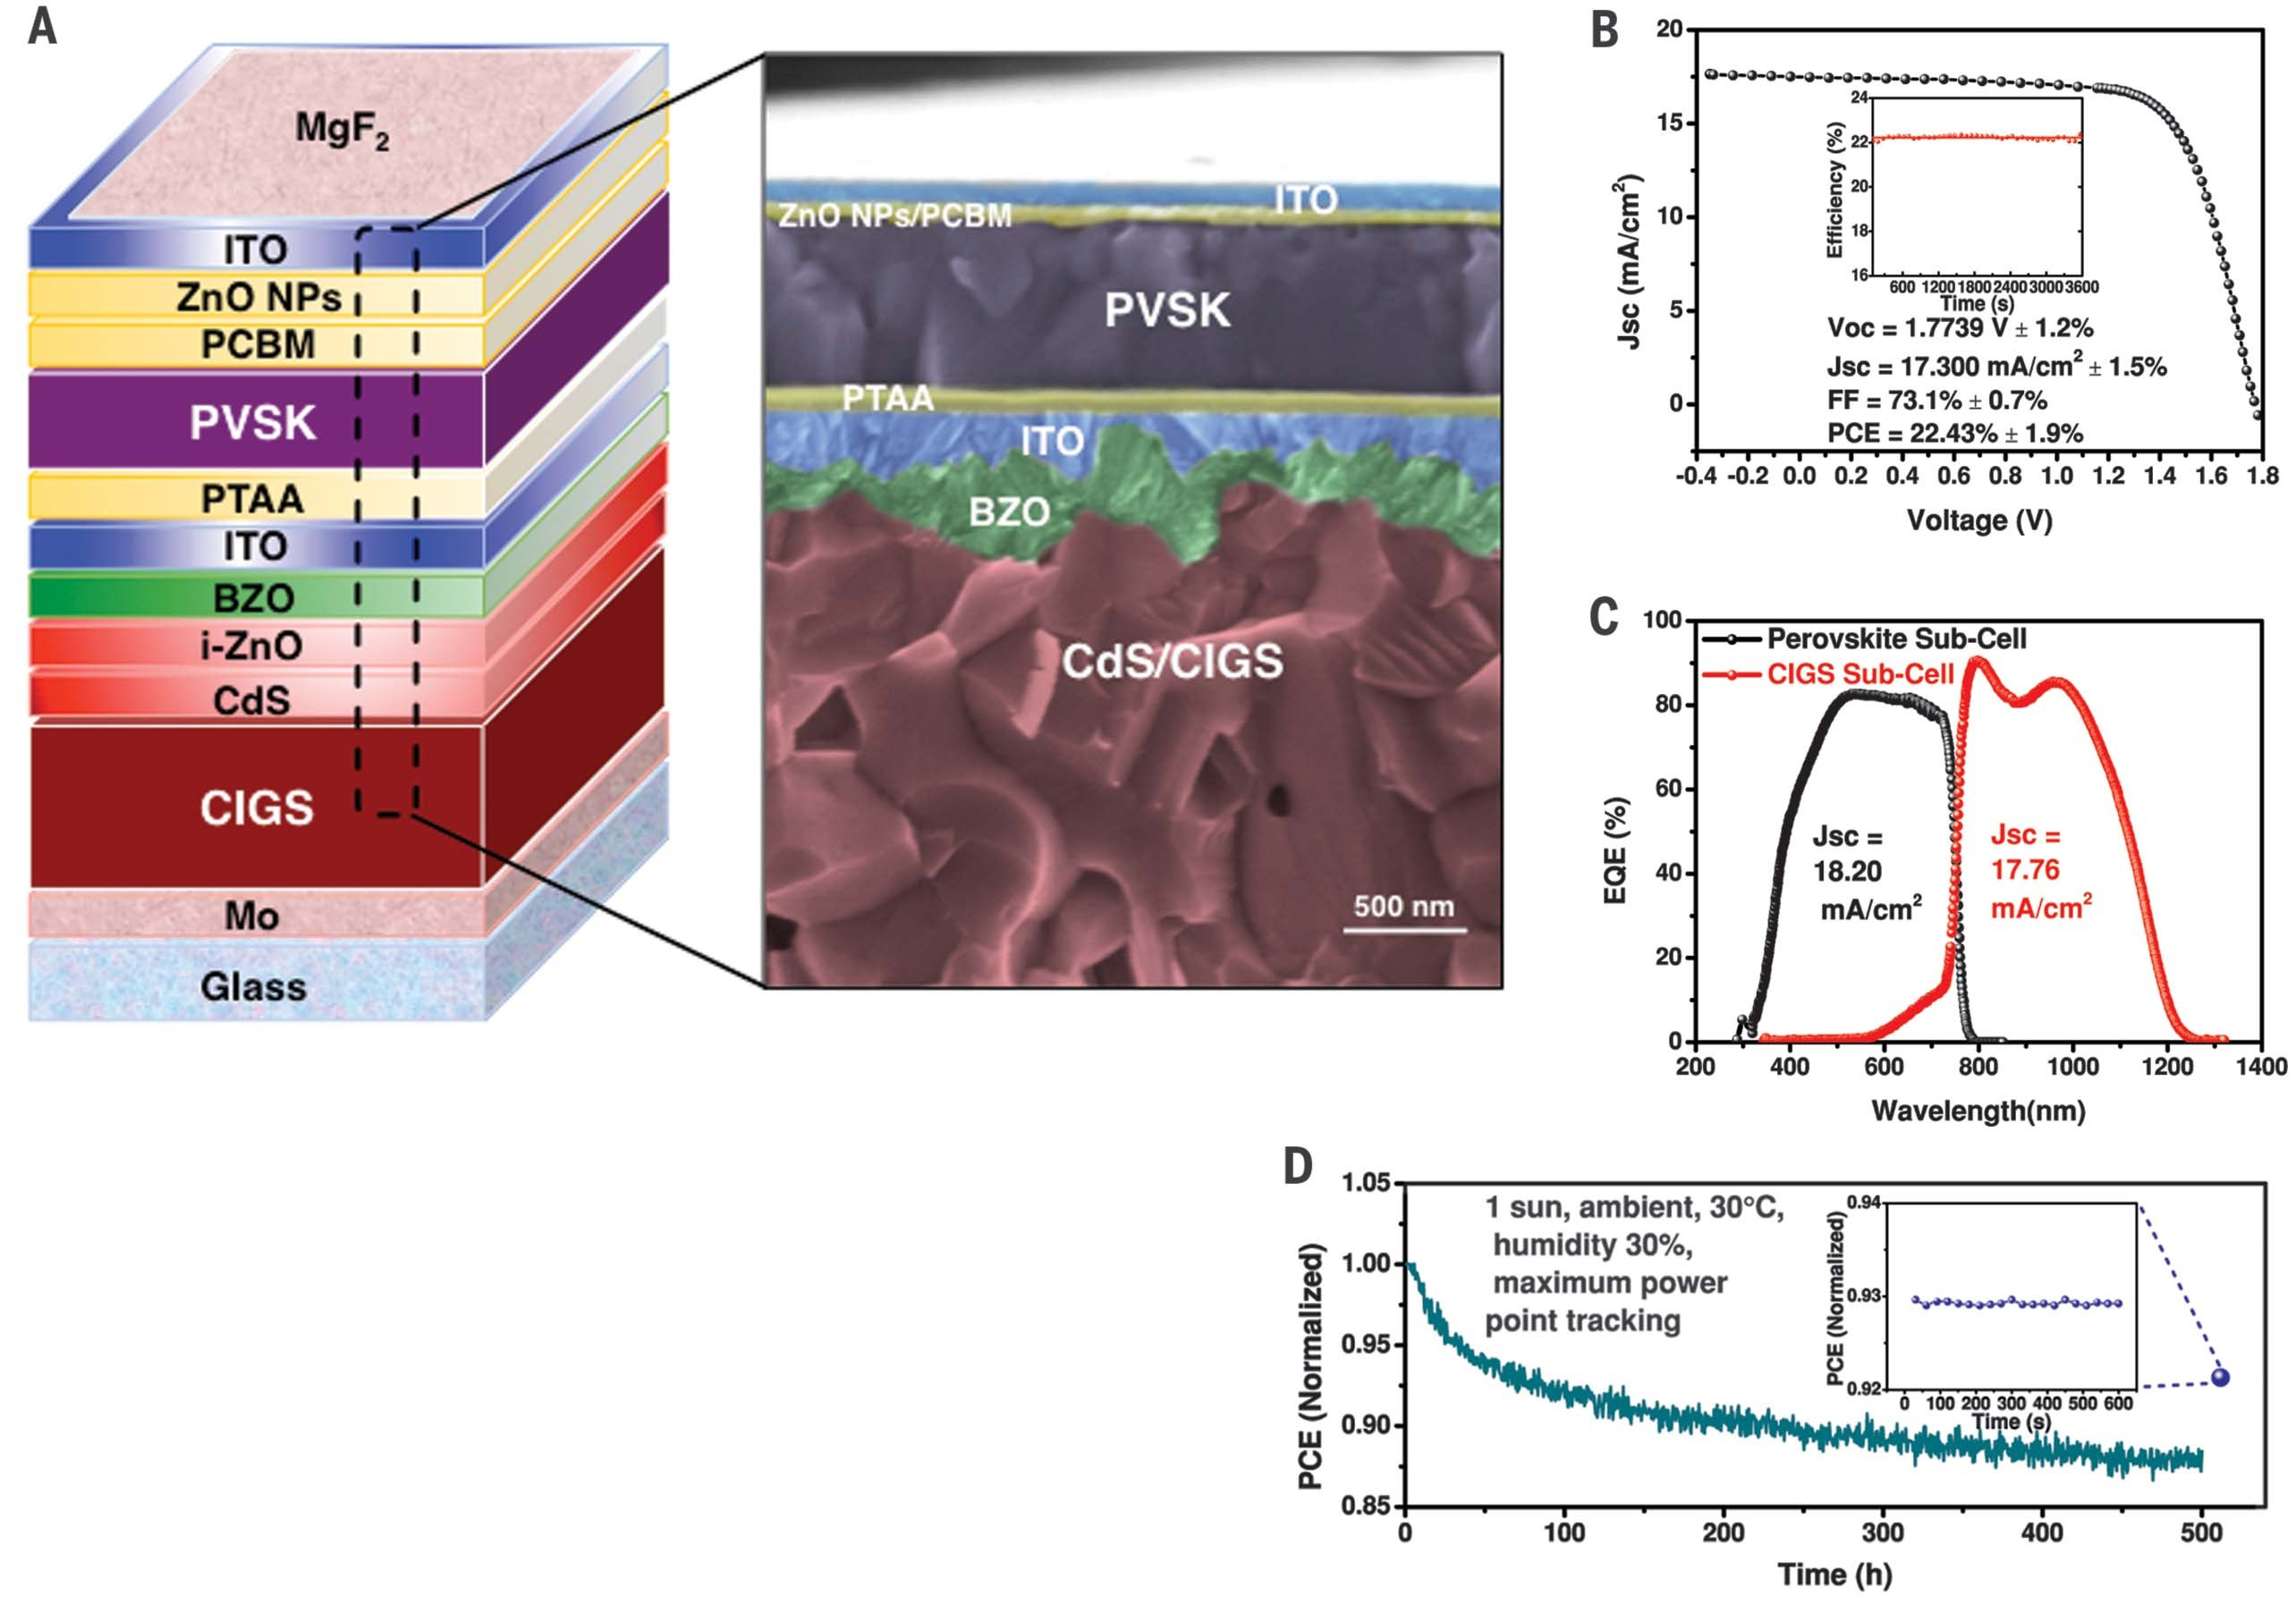 A
MgF2
ITO
ZnO NPs
PCBM
PVSK
PTAA
ITO
BZO
i-ZnO
CdS
CIGS
Mo
Glass
ITO
ZnO NPs/PCBM
PVSK
PTAA
ITO
BZO
CdS/CIGS
500 nm
B
20
15
10
5
0
Jsc (mA/cm2)
-0.4 -0.2 0.0 0.2 0.4 0.6 0.8 1.0 1.2 1.4 1.6 1.8
Voltage (V)
24
22
20
18
16
Efficiency (%)
600 1200 1800 2400 3000 3600
Time (s)
Voc = 1.7739 V ± 1.2%
Jsc = 17.300 mA/cm2 ± 1.5%
FF = 73.1% ± 0.7%
PCE = 22.43% ± 1.9%
C
100
80
60
40
20
0
EQE (%)
Perovskite Sub-Cell
CIGS Sub-Cell
Jsc =
18.20
mA/cm2
Jsc =
17.76
mA/cm2
200 400 600 800 1000 1200 1400
Wavelength(nm)
D
1.05
1.00
0.95
0.90
0.85
PCE (Normalized)
1 sun, ambient, 30°C,
humidity 30%,
maximum power
point tracking
0.94
0.93
0.92
PCE (Normalized)
0 100 200 300 400 500 600
Time (s)
0 100 200 300 400 500
Time (h)